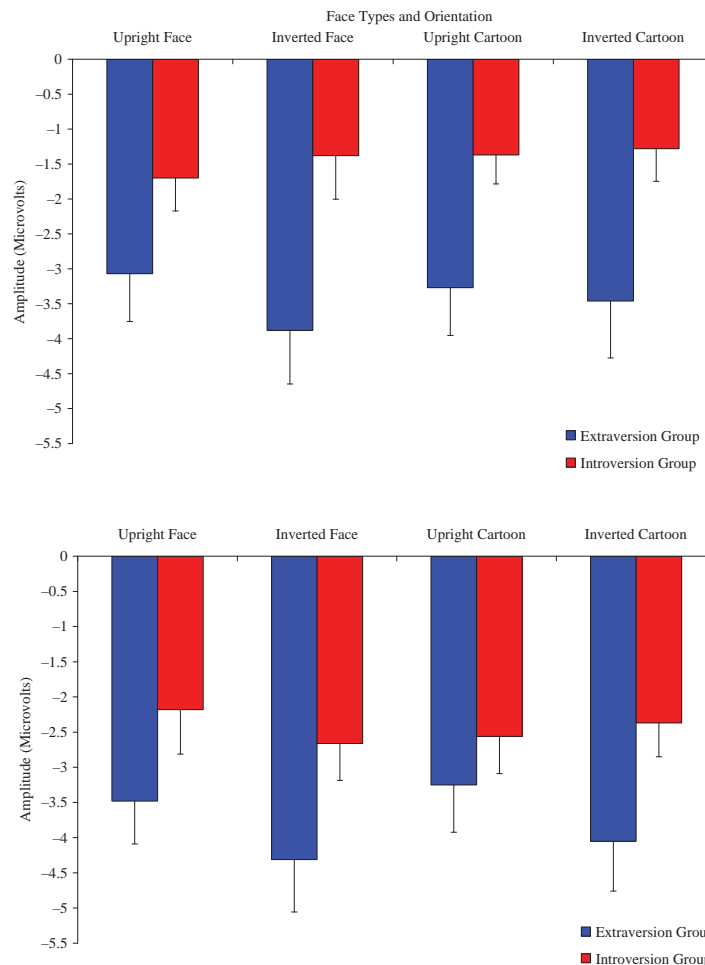 Face Types and Orientation
Upright Face Inverted Face Upright Cartoon Inverted Cartoon
0
–0.5
–1
–1.5
–2
–2.5
–3
–3.5
–4
–4.5
–5
–5.5
Amplitude (Microvolts)
Extraversion Group
Introversion Group
Upright Face Inverted Face Upright Cartoon Inverted Cartoon
0
–0.5
–1
–1.5
–2
–2.5
–3
–3.5
–4
–4.5
–5
–5.5
Amplitude (Microvolts)
Extraversion Grou
Introversion Grou